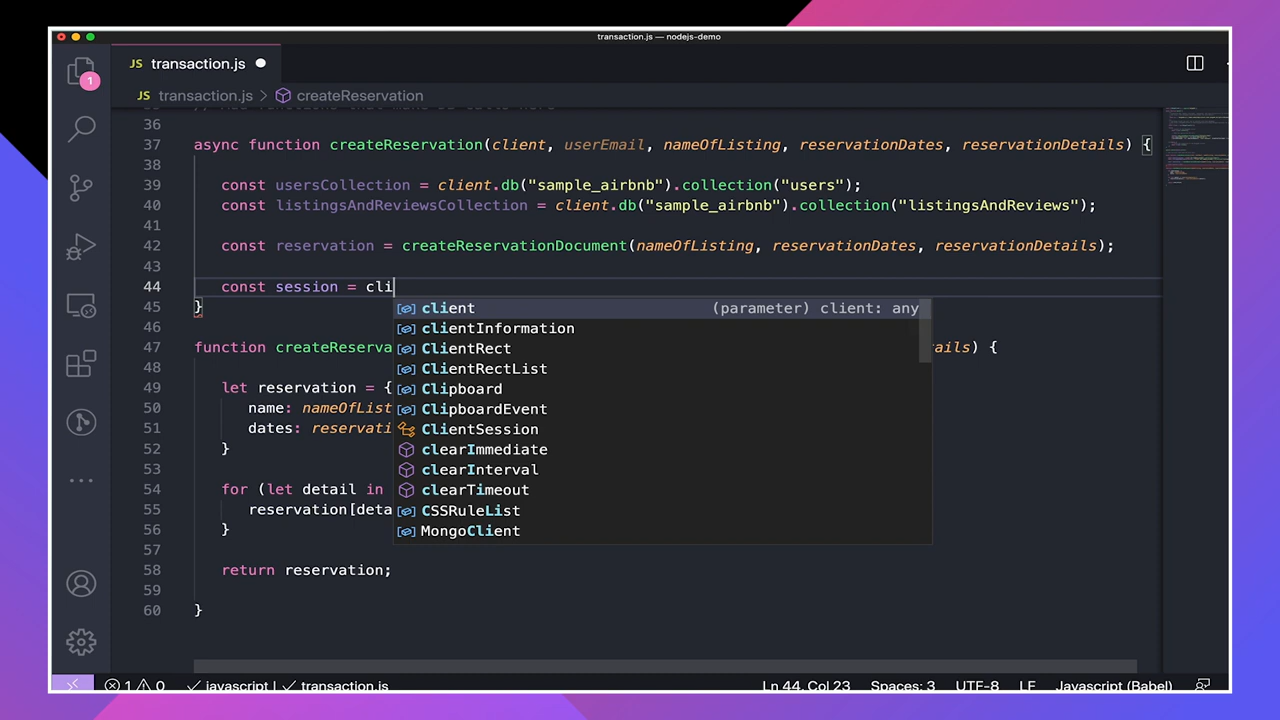 transaction.js — nodejs-demo
JS transaction.js
1
JS transaction.js > createReservation
36
37 async function createReservation(client, userEmail, nameOfListing, reservationDates, reservationDetails) {
38
39 const usersCollection = client.db("sample_airbnb").collection("users");
40 const listingsAndReviewsCollection = client.db("sample_airbnb").collection("listingsAndReviews");
41
42 const reservation = createReservationDocument(nameOfListing, reservationDates, reservationDetails);
43
44 const session = cli
45 }
client (parameter) client: any
46
clientInformation
47 function createReserva ails) {
ClientRect
48
ClientRectList
49 let reservation = {
Clipboard
50 name: nameOfList
ClipboardEvent
51 dates: reservati
ClientSession
52 }
clearImmediate
53
clearInterval
54 for (let detail in
clearTimeout
55 reservation[deta
CSSRuleList
56 }
MongoClient
57
58 return reservation;
59
60 }
1 0 javascript | transaction.js Ln 44, Col 23 Spaces: 3 UTF-8 LF Javascript (Babel)